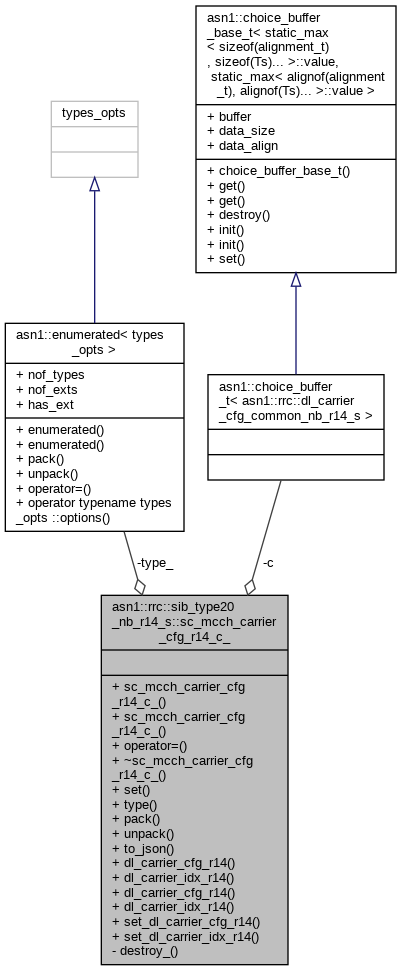 asn1::choice_buffer
_base_t< static_max
< sizeof(alignment_t)
, sizeof(Ts)... >::value,
static_max< alignof(alignment
_t), alignof(Ts)... >::value >
+ buffer
+ data_size
+ data_align
+ choice_buffer_base_t()
+ get()
+ get()
+ destroy()
+ init()
+ init()
+ set()
types_opts
asn1::enumerated< types
_opts >
+ nof_types
+ nof_exts
+ has_ext
+ enumerated()
+ enumerated()
+ pack()
+ unpack()
+ operator=()
+ operator typename types
_opts ::options()
asn1::choice_buffer
_t< asn1::rrc::dl_carrier
_cfg_common_nb_r14_s >
-type_
-c
asn1::rrc::sib_type20
_nb_r14_s::sc_mcch_carrier
_cfg_r14_c_
+ sc_mcch_carrier_cfg
_r14_c_()
+ sc_mcch_carrier_cfg
_r14_c_()
+ operator=()
+ ~sc_mcch_carrier_cfg
_r14_c_()
+ set()
+ type()
+ pack()
+ unpack()
+ to_json()
+ dl_carrier_cfg_r14()
+ dl_carrier_idx_r14()
+ dl_carrier_cfg_r14()
+ dl_carrier_idx_r14()
+ set_dl_carrier_cfg_r14()
+ set_dl_carrier_idx_r14()
- destroy_()